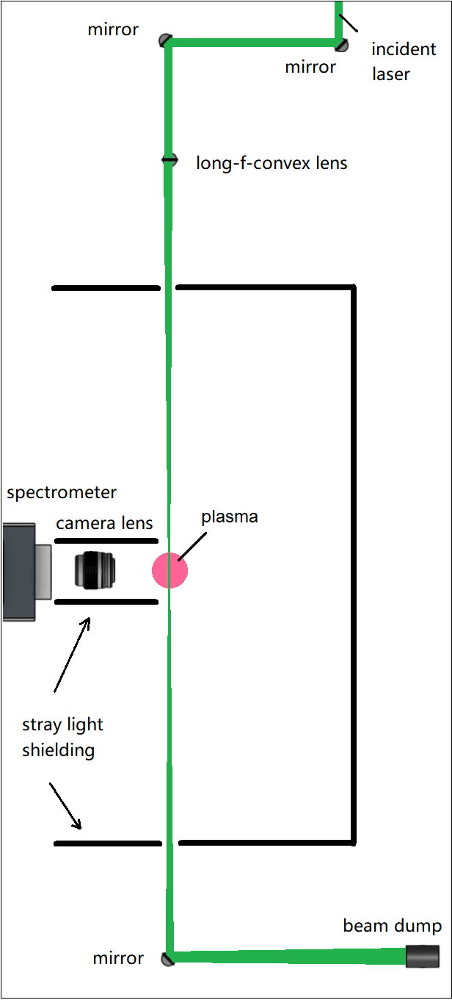 mirror
incident
laser
mirror
long-f-convex lens
spectrometer
camera lens
plasma
stray light
shielding
beam dump
mirror